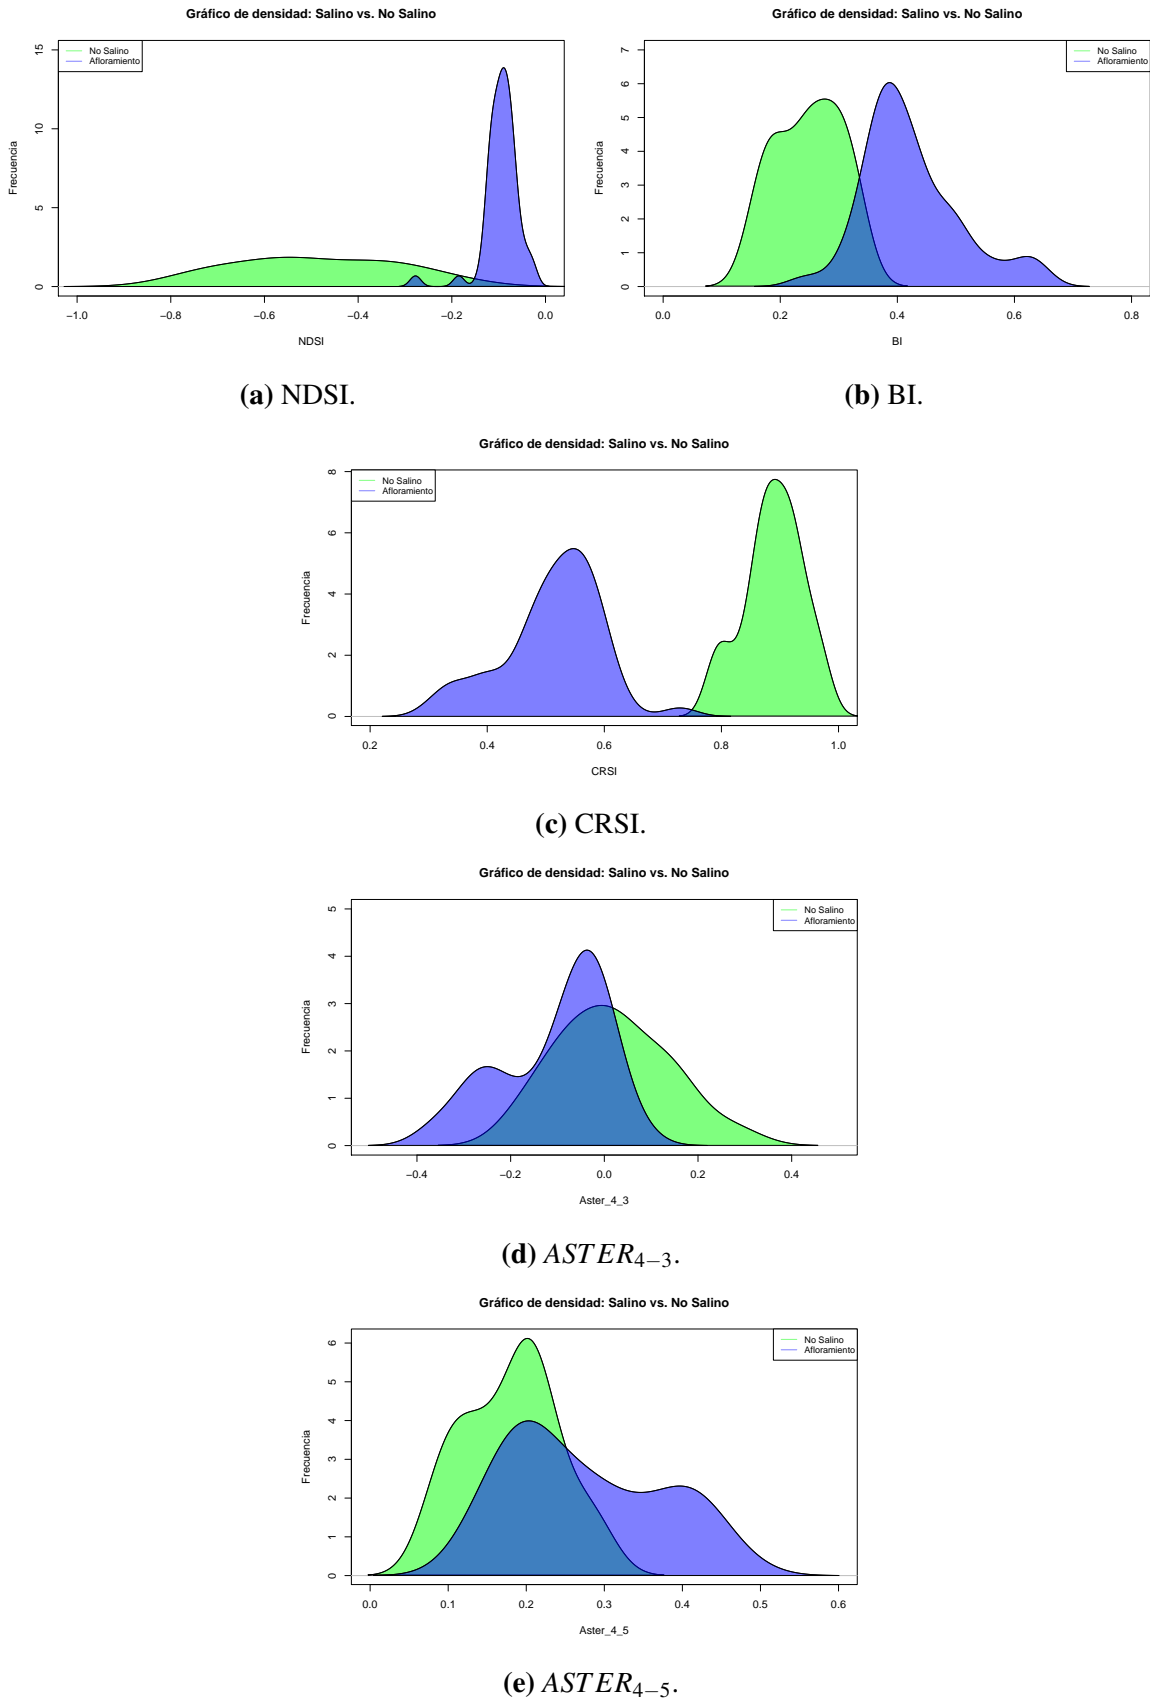 Gráfico de densidad: Salino vs. No Salino
No Salino
Afloramiento
Frecuencia
0
5
10
15
−1.0 −0.8 −0.6 −0.4 −0.2 0.0
NDSI
(a) NDSI.
Gráfico de densidad: Salino vs. No Salino
No Salino
Afloramiento
Frecuencia
0
1
2
3
4
5
6
7
0.0 0.2 0.4 0.6 0.8
BI
(b) BI.
Gráfico de densidad: Salino vs. No Salino
No Salino
Afloramiento
Frecuencia
0
2
4
6
8
0.2 0.4 0.6 0.8 1.0
CRSI
(c) CRSI.
Gráfico de densidad: Salino vs. No Salino
No Salino
Afloramiento
Frecuencia
0
1
2
3
4
5
−0.4 −0.2 0.0 0.2 0.4
Aster_4_3
(d) ASTER4−3.
Gráfico de densidad: Salino vs. No Salino
No Salino
Afloramiento
Frecuencia
0
1
2
3
4
5
6
0.0 0.1 0.2 0.3 0.4 0.5 0.6
Aster_4_5
(e) ASTER4−5.